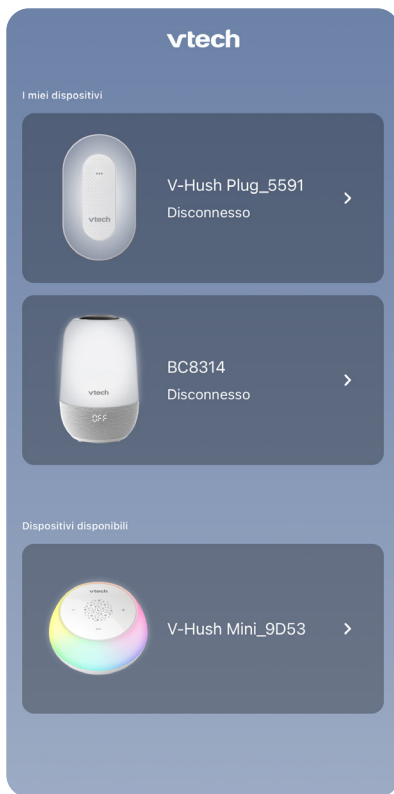 vtech
I miei dispositivi
vtech
V-Hush Plug_5591
Disconnesso
vtech
OFF
BC8314
Disconnesso
Dispositivi disponibili
vtech
V-Hush Mini_9D53